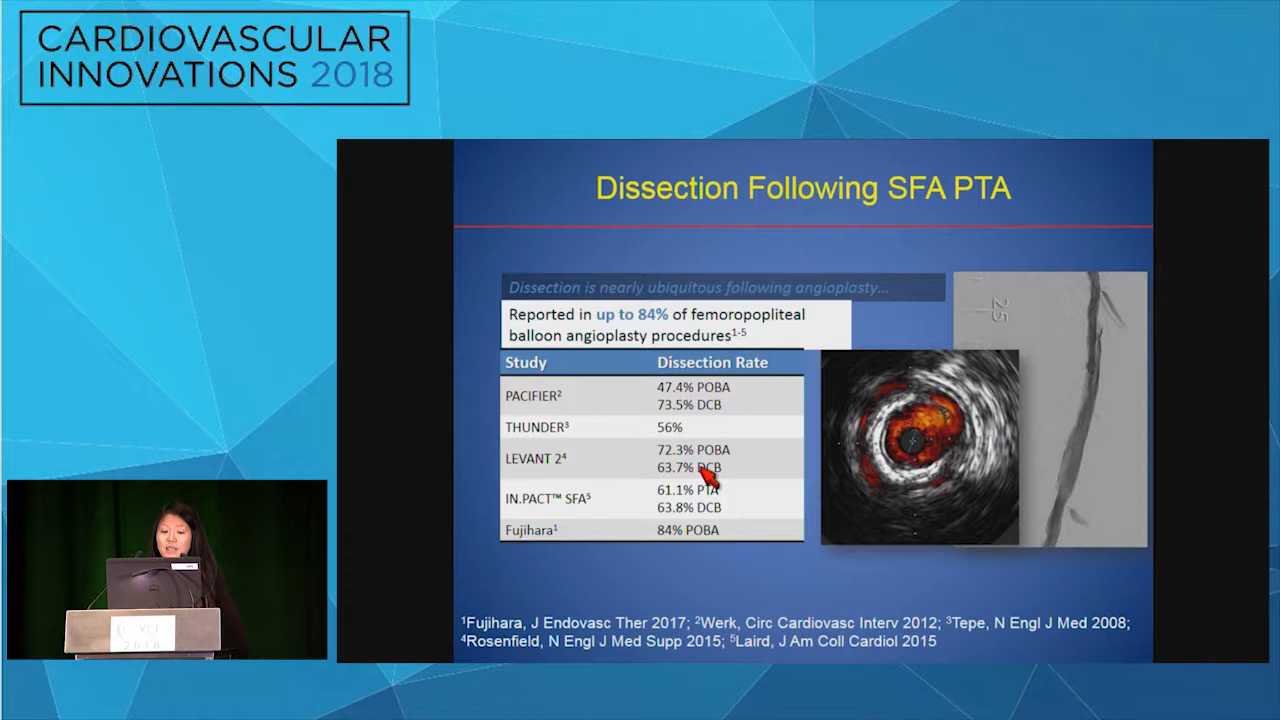 CARDIOVASCULAR
INNOVATIONS 2018
Dissection Following SFA PTA
Dissection is nearly ubiquitous following angioplasty…
Reported in up to 84% of femoropopliteal
balloon angioplasty procedures¹⁻⁵
Study Dissection Rate
PACIFIER² 47.4% POBA
73.5% DCB
THUNDER³ 56%
LEVANT 2⁴ 72.3% POBA
63.7% DCB
IN.PACT™ SFA⁵ 61.1% PTA
63.8% DCB
Fujihara¹ 84% POBA
25
¹Fujihara, J Endovasc Ther 2017; ²Werk, Circ Cardiovasc Interv 2012; ³Tepe, N Engl J Med 2008;
⁴Rosenfield, N Engl J Med Supp 2015; ⁵Laird, J Am Coll Cardiol 2015
2018